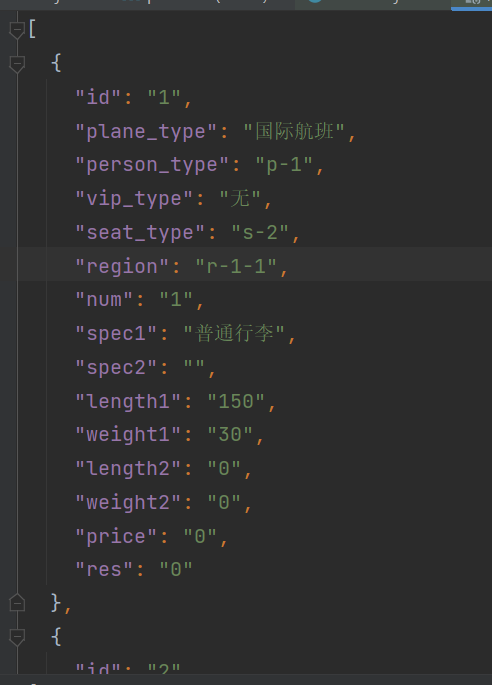 [
{
"id": "1",
"plane_type": "国际航班",
"person_type": "p-1",
"vip_type": "无",
"seat_type": "s-2",
"region": "r-1-1",
"num": "1",
"spec1": "普通行李",
"spec2": "",
"length1": "150",
"weight1": "30",
"length2": "0",
"weight2": "0",
"price": "0",
"res": "0"
},
{
"id": "2"